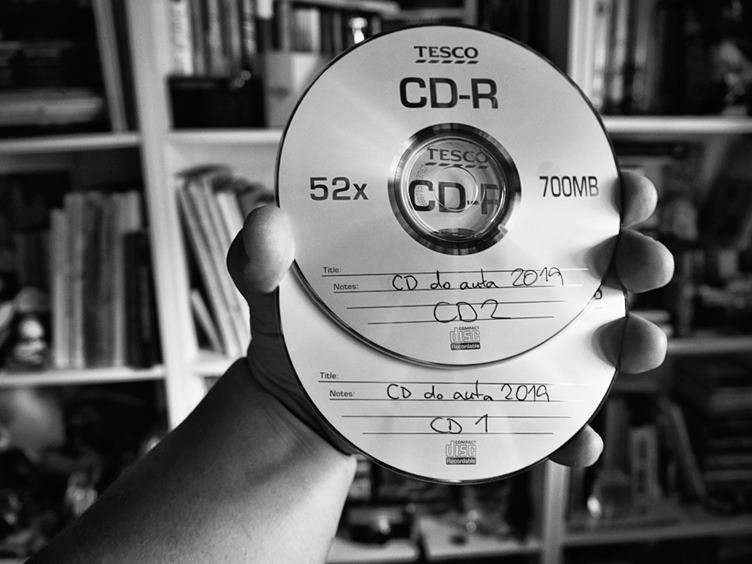 TESCO
CD-R
TESCO
CD-R
52x
700MB
Title:
Notes: CD do auta 2019
CD2
COMPACT
disc
Recordable
Title:
Notes: CD do auta 2019
CD 1
COMPACT
disc
Recordable